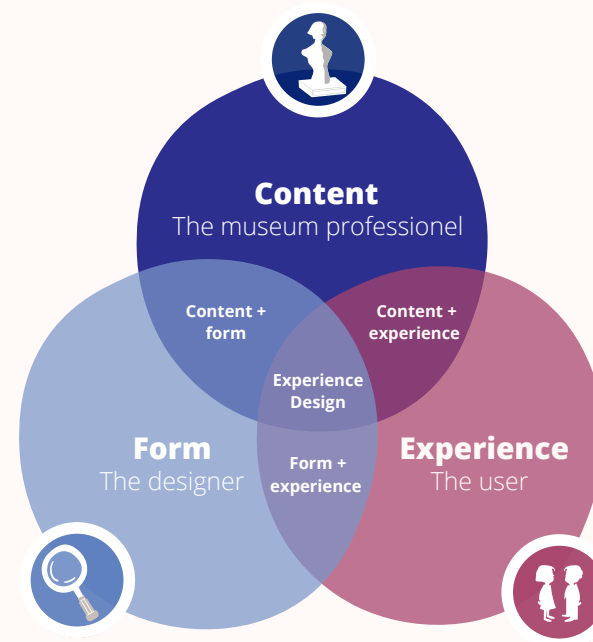 Content
The museum professionel
Content +
form
Content +
experience
Experience
Design
Form
The designer
Form +
experience
Experience
The user